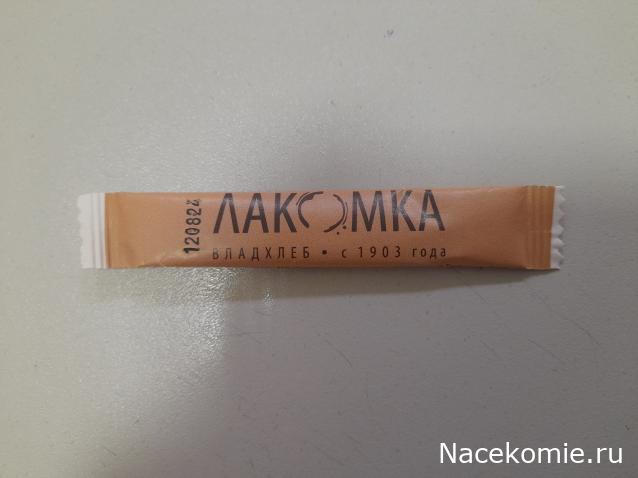 ЛАКОМКА
ВЛАДХЛЕБ • с 1903 года
120824
Nacekomie.ru